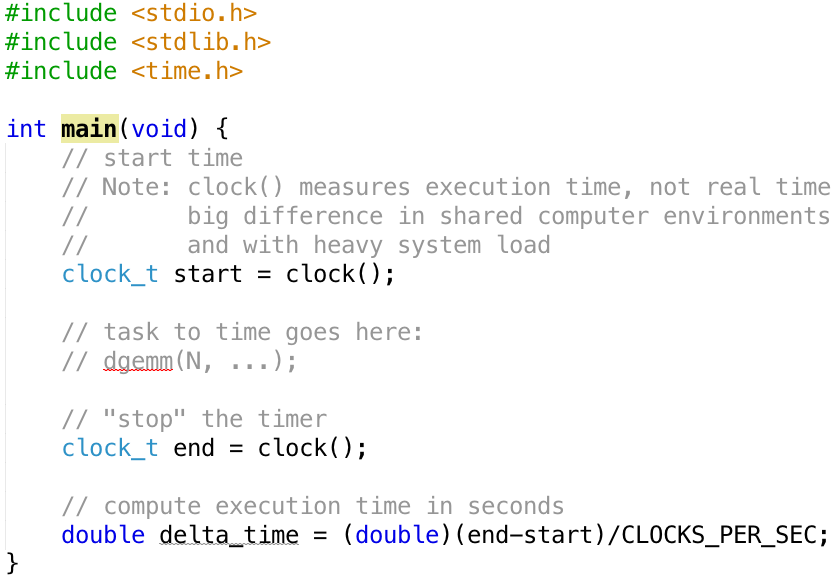 #include <stdio.h>
#include <stdlib.h>
#include <time.h>

int main(void) {
    // start time
    // Note: clock() measures execution time, not real time
    //       big difference in shared computer environments
    //       and with heavy system load
    clock_t start = clock();

    // task to time goes here:
    // dgemm(N, ...);

    // "stop" the timer
    clock_t end = clock();

    // compute execution time in seconds
    double delta_time = (double)(end-start)/CLOCKS_PER_SEC;
}